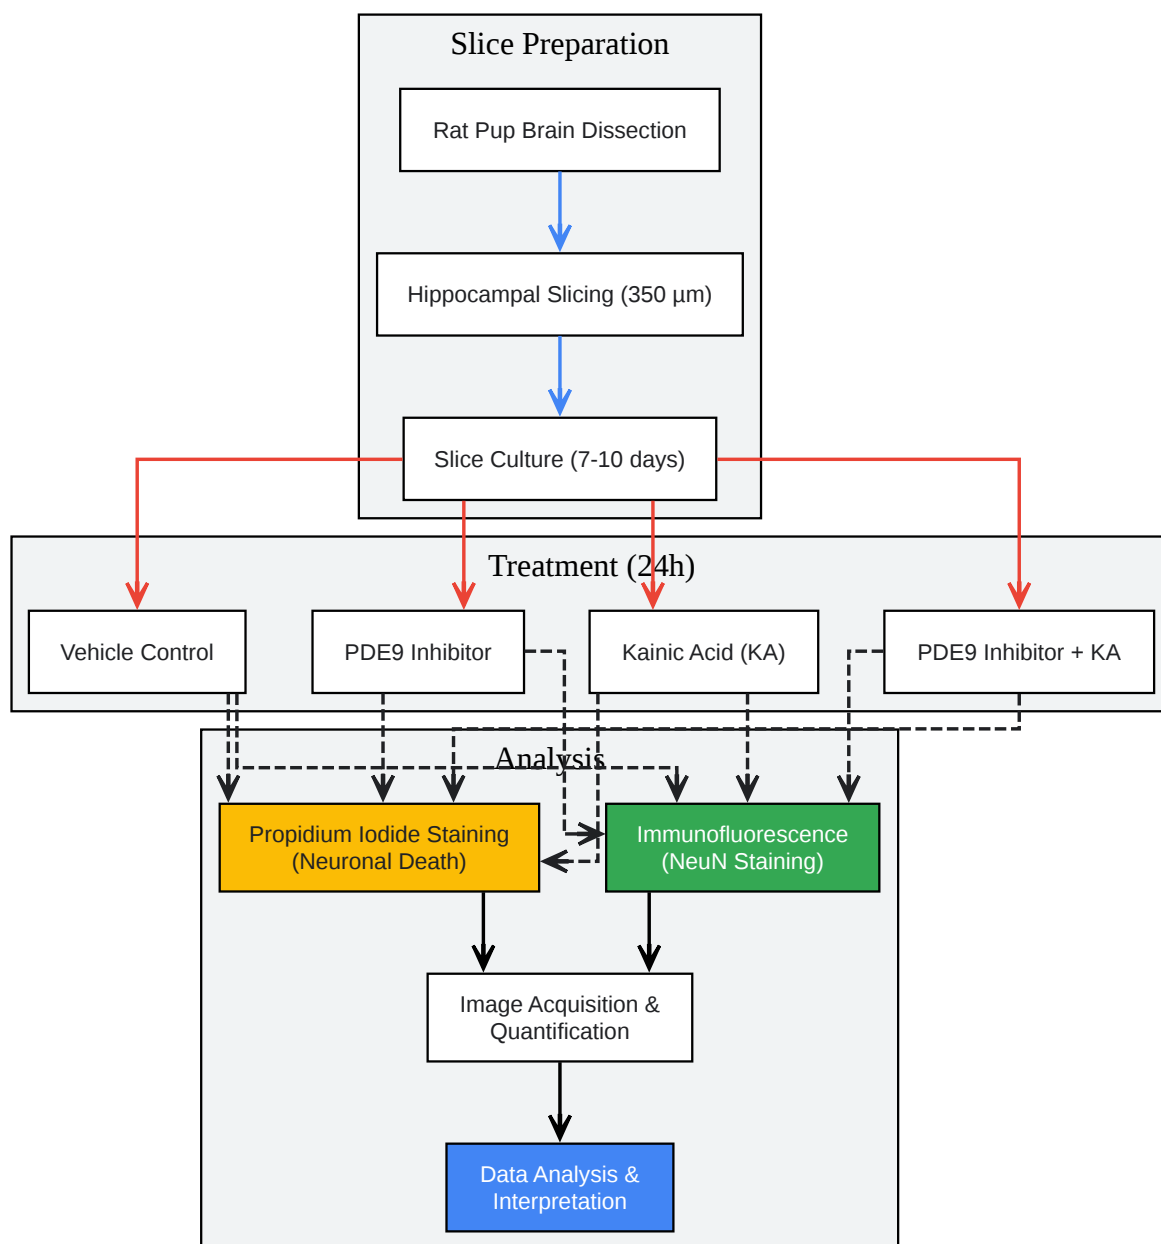 Slice Preparation
Rat Pup Brain Dissection
Hippocampal Slicing (350 µm)
Slice Culture (7-10 days)
Treatment (24h)
Vehicle Control
PDE9 Inhibitor
Kainic Acid (KA)
PDE9 Inhibitor + KA
Analysis
Propidium Iodide Staining
(Neuronal Death)
Immunofluorescence
(NeuN Staining)
Image Acquisition &
Quantification
Data Analysis &
Interpretation